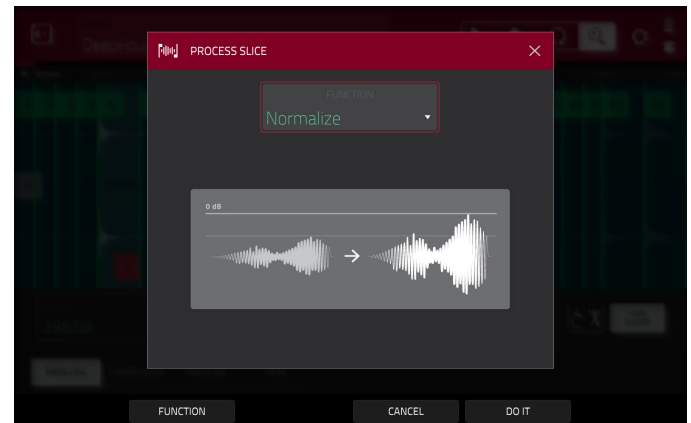 PROCESS SLICE
FUNCTION
Normalize
0 dB
FUNCTION
CANCEL
DO IT